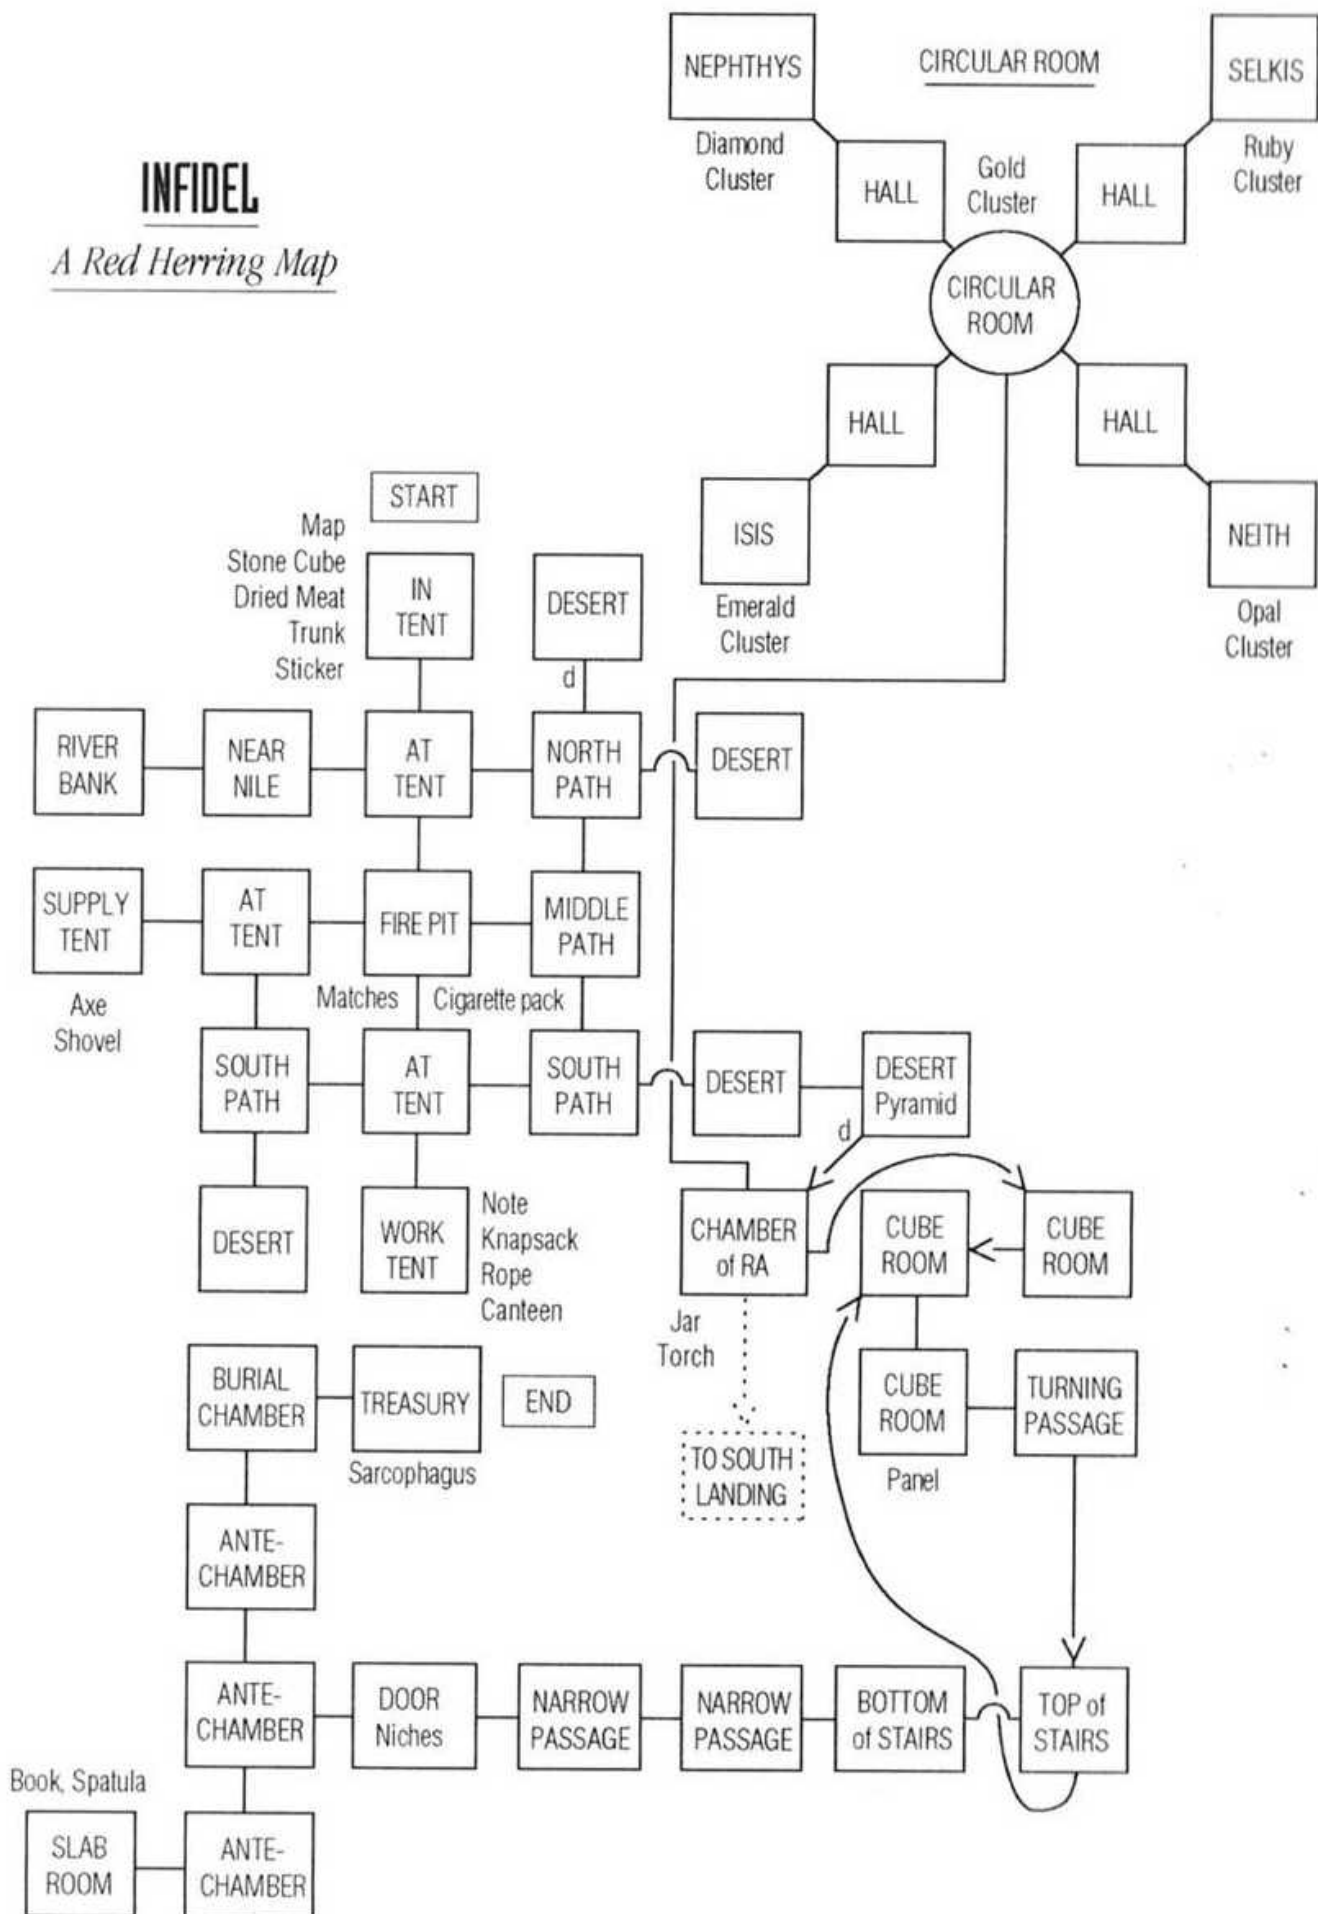 INFIDEL
A Red Herring Map
CIRCULAR ROOM
NEPHTHYS
Diamond
Cluster
HALL
Gold
Cluster
HALL
SELKIS
Ruby
Cluster
CIRCULAR
ROOM
HALL
HALL
ISIS
Emerald
Cluster
NEITH
Opal
Cluster
START
Map
Stone Cube
Dried Meat
Trunk
Sticker
IN
TENT
DESERT
d
RIVER
BANK
NEAR
NILE
AT
TENT
NORTH
PATH
DESERT
SUPPLY
TENT
AT
TENT
FIRE PIT
MIDDLE
PATH
Axe
Shovel
Matches
Cigarette pack
SOUTH
PATH
AT
TENT
SOUTH
PATH
DESERT
DESERT
Pyramid
d
DESERT
WORK
TENT
Note
Knapsack
Rope
Canteen
CHAMBER
of RA
CUBE
ROOM
CUBE
ROOM
Jar
Torch
BURIAL
CHAMBER
TREASURY
END
Sarcophagus
CUBE
ROOM
TURNING
PASSAGE
Panel
TO SOUTH
LANDING
ANTE-
CHAMBER
ANTE-
CHAMBER
DOOR
Niches
NARROW
PASSAGE
NARROW
PASSAGE
BOTTOM
of STAIRS
TOP of
STAIRS
Book, Spatula
SLAB
ROOM
ANTE-
CHAMBER